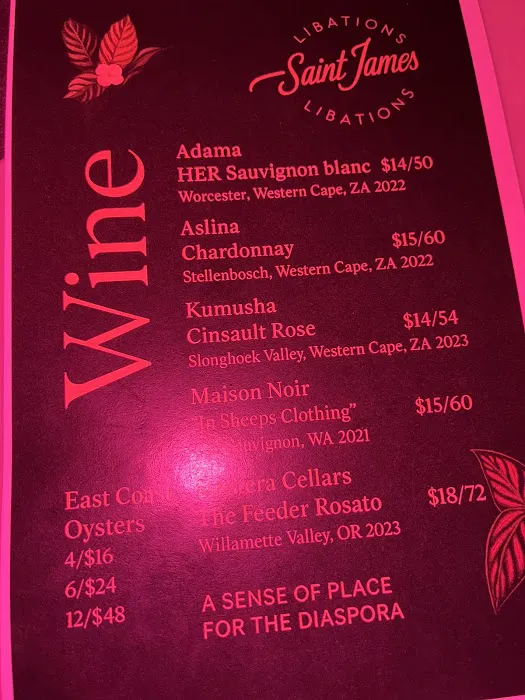 LIBATIONS
Saint James
LIBATIONS
Wine
Adama
HER Sauvignon blanc $14/50
Worcester, Western Cape, ZA 2022
Aslina
Chardonnay $15/60
Stellenbosch, Western Cape, ZA 2022
Kumusha
Cinsault Rose $14/54
Slonghoek Valley, Western Cape, ZA 2023
Maison Noir
"In Sheeps Clothing" $15/60
WA 2021
Cellars
The Feeder Rosato $18/72
Willamette Valley, OR 2023
East
Oysters
4/$16
6/$24
12/$48
A SENSE OF PLACE
FOR THE DIASPORA